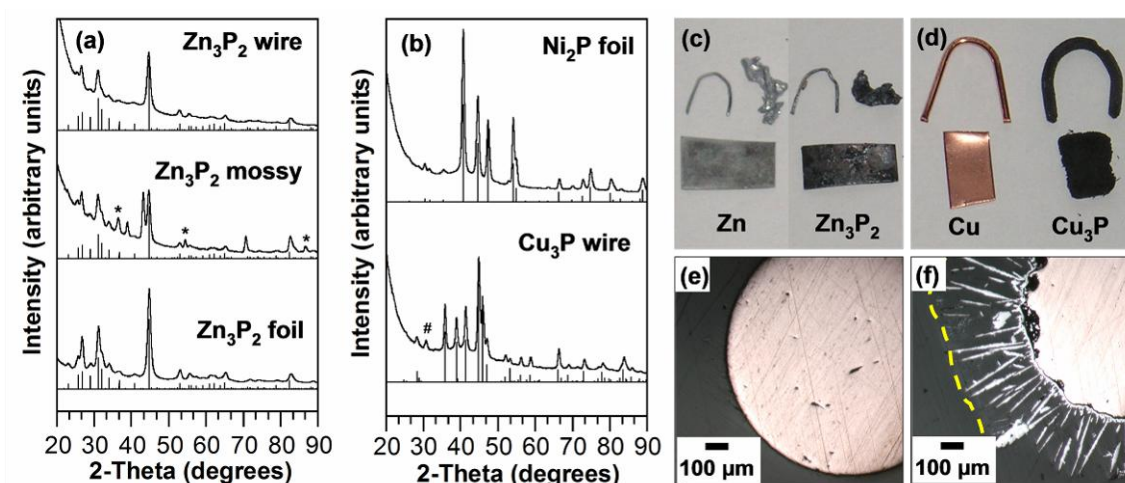 (a)
Zn₃P₂ wire
Zn₃P₂ mossy
*
*
*
Zn₃P₂ foil
Intensity (arbitrary units)
20 30 40 50 60 70 80 90
2-Theta (degrees)
(b)
Ni₂P foil
Cu₃P wire
#
Intensity (arbitrary units)
20 30 40 50 60 70 80 90
2-Theta (degrees)
(c)
Zn Zn₃P₂
(d)
Cu Cu₃P
(e)
100 µm
(f)
100 µm